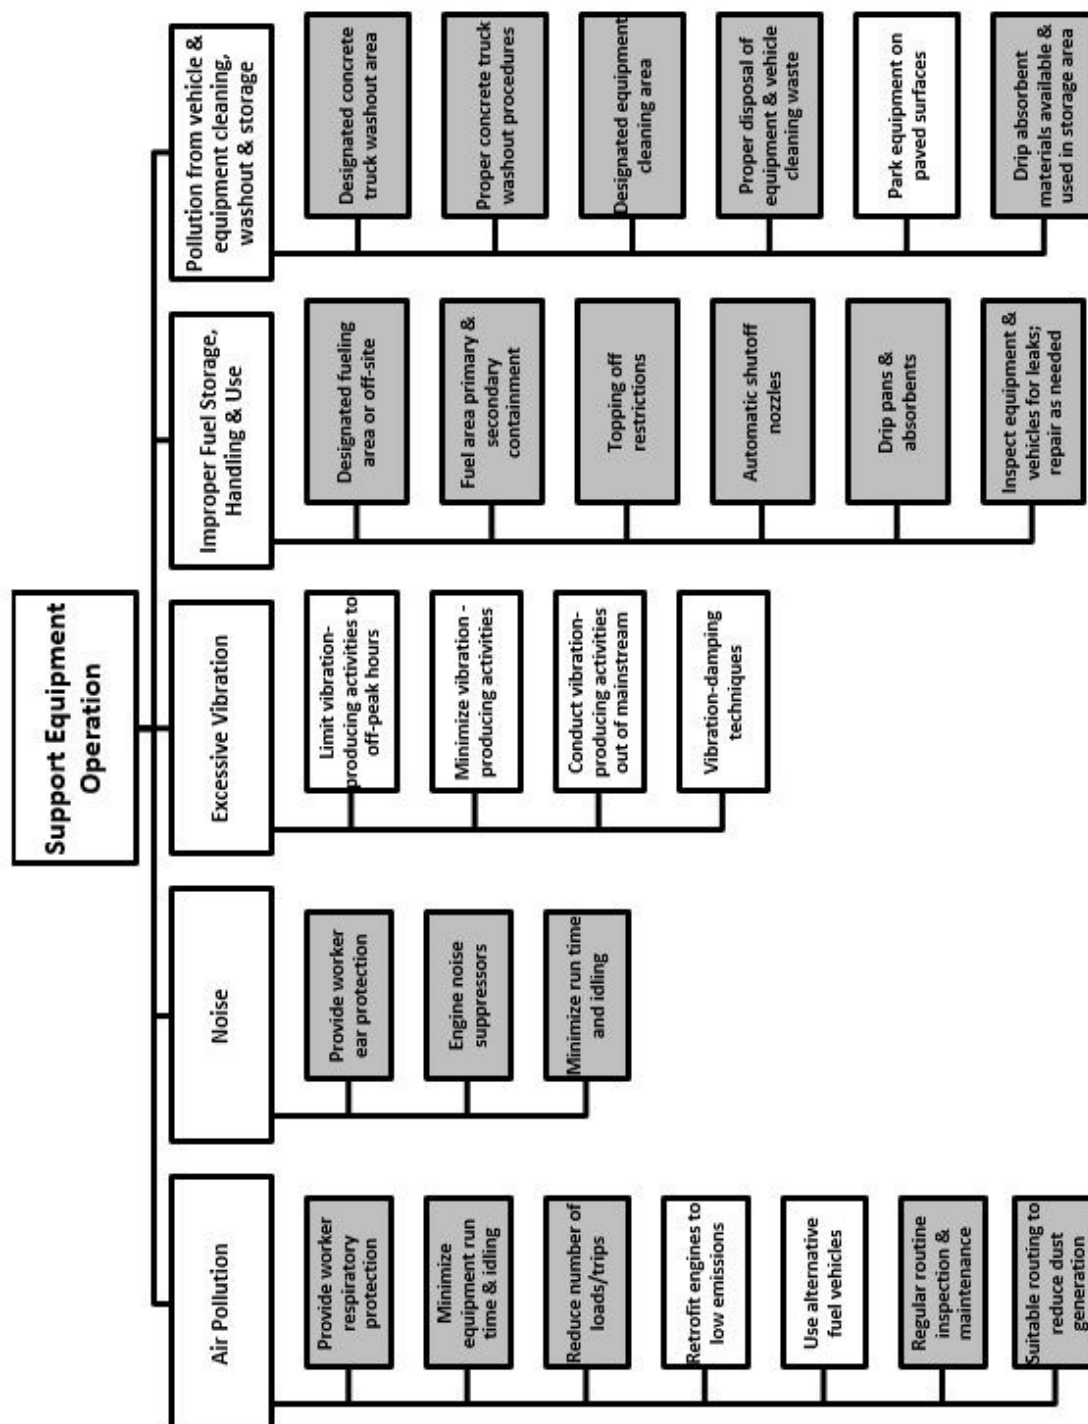 Support Equipment
Operation
Air Pollution
Provide worker
respiratory
protection
Minimize
equipment run
time & idling
Reduce number of
loads/trips
Retrofit engines to
low emissions
Use alternative
fuel vehicles
Regular routine
inspection &
maintenance
Suitable routing to
reduce dust
generation
Noise
Provide worker
ear protection
Engine noise
suppressors
Minimize run time
and idling
Excessive Vibration
Limit vibration-
producing activities to
off-peak hours
Minimize vibration -
producing activities
Conduct vibration-
producing activities
out of mainstream
Vibration-damping
techniques
Improper Fuel Storage,
Handling & Use
Designated fueling
area or off-site
Fuel area primary &
secondary
containment
Topping off
restrictions
Automatic shutoff
nozzles
Drip pans &
absorbents
Inspect equipment &
vehicles for leaks;
repair as needed
Pollution from vehicle &
equipment cleaning,
washout & storage
Designated concrete
truck washout area
Proper concrete truck
washout procedures
Designated equipment
cleaning area
Proper disposal of
equipment & vehicle
cleaning waste
Park equipment on
paved surfaces
Drip absorbent
materials available &
used in storage area